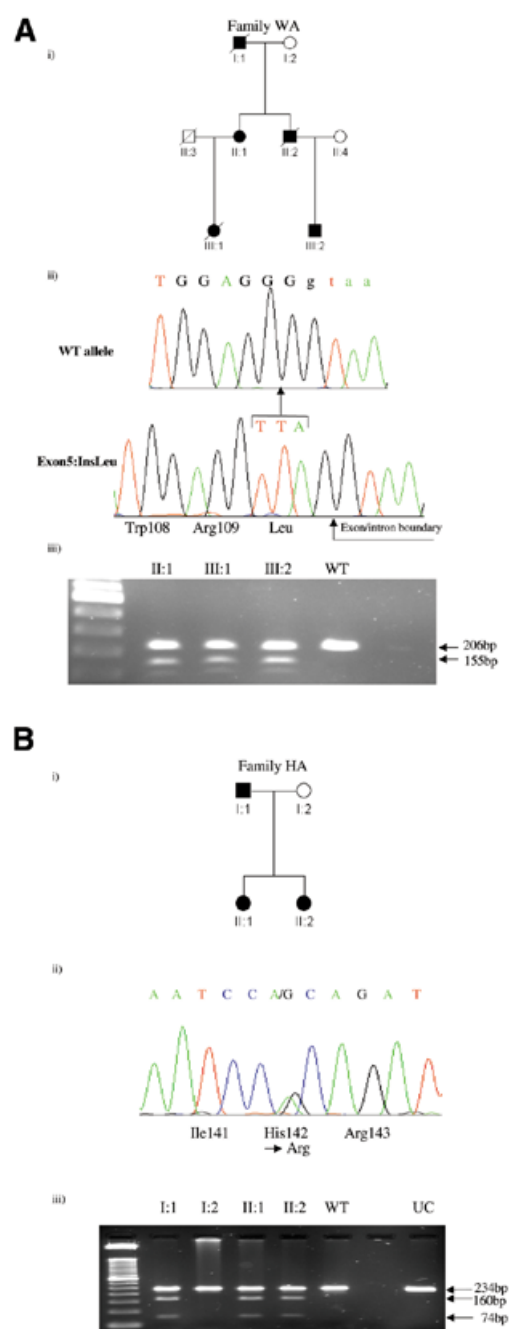 A
Family WA
i)
I:1 I:2
II:3 II:1 II:2 II:4
III:1 III:2
ii)
T G G A G G G g t a a
WT allele
T T A
Exon5:InsLeu
Trp108 Arg109 Leu Exon/intron boundary
iii)
II:1 III:1 III:2 WT
206bp
155bp
B
Family HA
i)
I:1 I:2
II:1 II:2
ii)
A A T C C A/G C A G A T
Ile141 His142 Arg143
→ Arg
iii)
I:1 I:2 II:1 II:2 WT UC
234bp
160bp
74bp